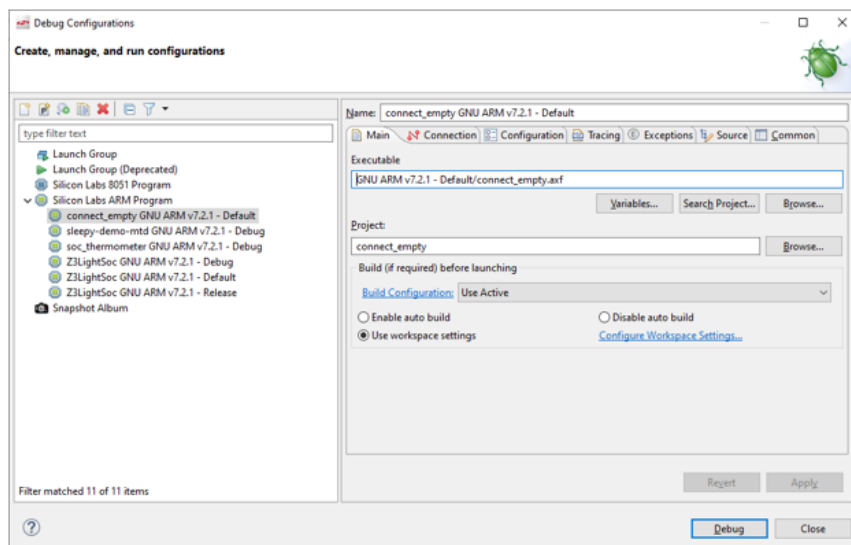 Debug Configurations
Create, manage, and run configurations
type filter text
Launch Group
Launch Group (Deprecated)
Silicon Labs 8051 Program
Silicon Labs ARM Program
connect_empty GNU ARM v7.2.1 - Default
sleepy-demo-mtd GNU ARM v7.2.1 - Debug
soc_thermometer GNU ARM v7.2.1 - Debug
Z3LightSoc GNU ARM v7.2.1 - Debug
Z3LightSoc GNU ARM v7.2.1 - Default
Z3LightSoc GNU ARM v7.2.1 - Release
Snapshot Album
Filter matched 11 of 11 items
Name: connect_empty GNU ARM v7.2.1 - Default
Main Connection Configuration Tracing Exceptions Source Common
Executable
GNU ARM v7.2.1 - Default/connect_empty.axf
Variables... Search Project... Browse...
Project:
connect_empty Browse...
Build (if required) before launching
Build Configuration: Use Active
Enable auto build Disable auto build
Use workspace settings Configure Workspace Settings...
Revert Apply
? Debug Close